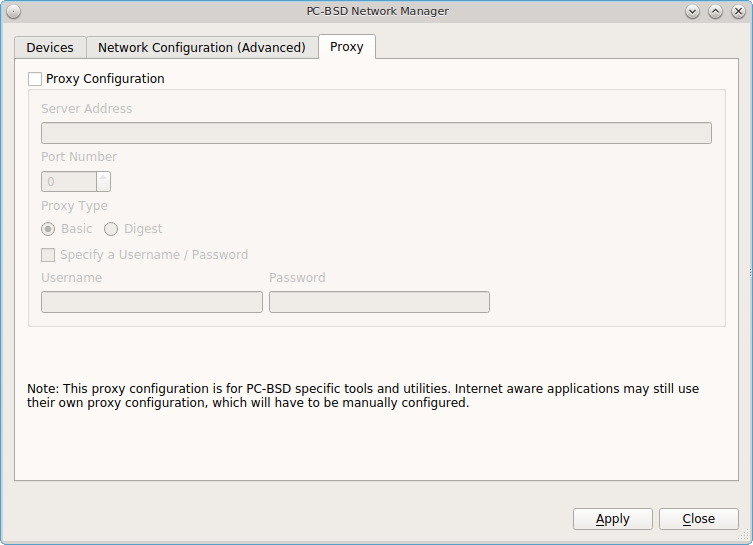 PC-BSD Network Manager
Devices Network Configuration (Advanced) Proxy
Proxy Configuration
Server Address
Port Number
0
Proxy Type
Basic Digest
Specify a Username / Password
Username Password
Note: This proxy configuration is for PC-BSD specific tools and utilities. Internet aware applications may still use
their own proxy configuration, which will have to be manually configured.
Apply Close